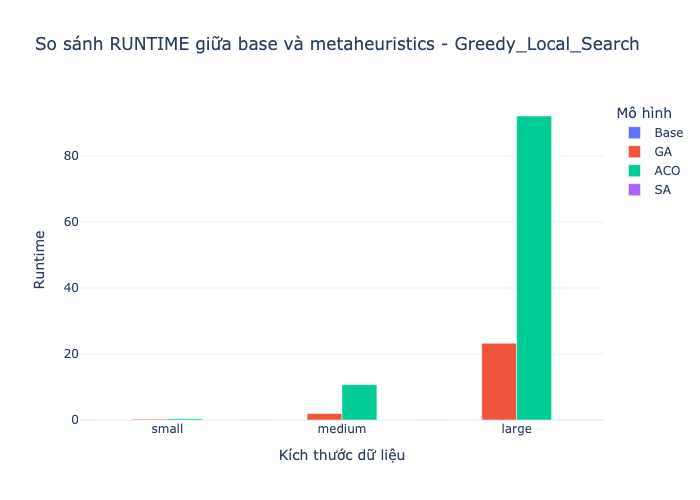 So sánh RUNTIME giữa base và metaheuristics - Greedy_Local_Search
Mô hình
Base
GA
ACO
SA
Runtime
80
60
40
20
0
small
medium
large
Kích thước dữ liệu